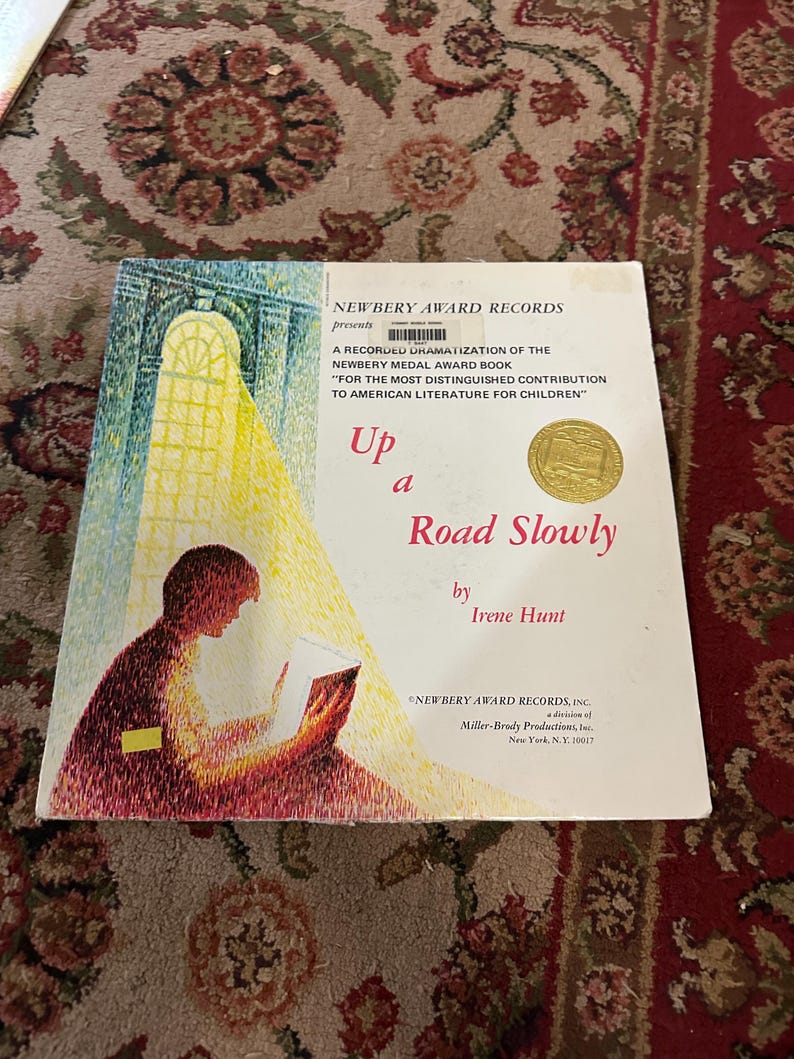 NEWBERY AWARD RECORDS
presents
A RECORDED DRAMATIZATION OF THE
NEWBERY MEDAL AWARD BOOK
"FOR THE MOST DISTINGUISHED CONTRIBUTION
TO AMERICAN LITERATURE FOR CHILDREN"
Up
a
Road Slowly
by
Irene Hunt
©NEWBERY AWARD RECORDS, INC.
a division of
Miller-Brody Productions, Inc.
New York, N.Y. 10017